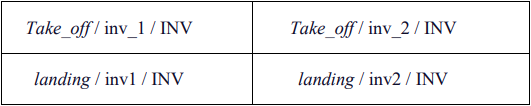 Take_off / inv_1 / INV
Take_off / inv_2 / INV
landing / inv1 / INV
landing / inv2 / INV